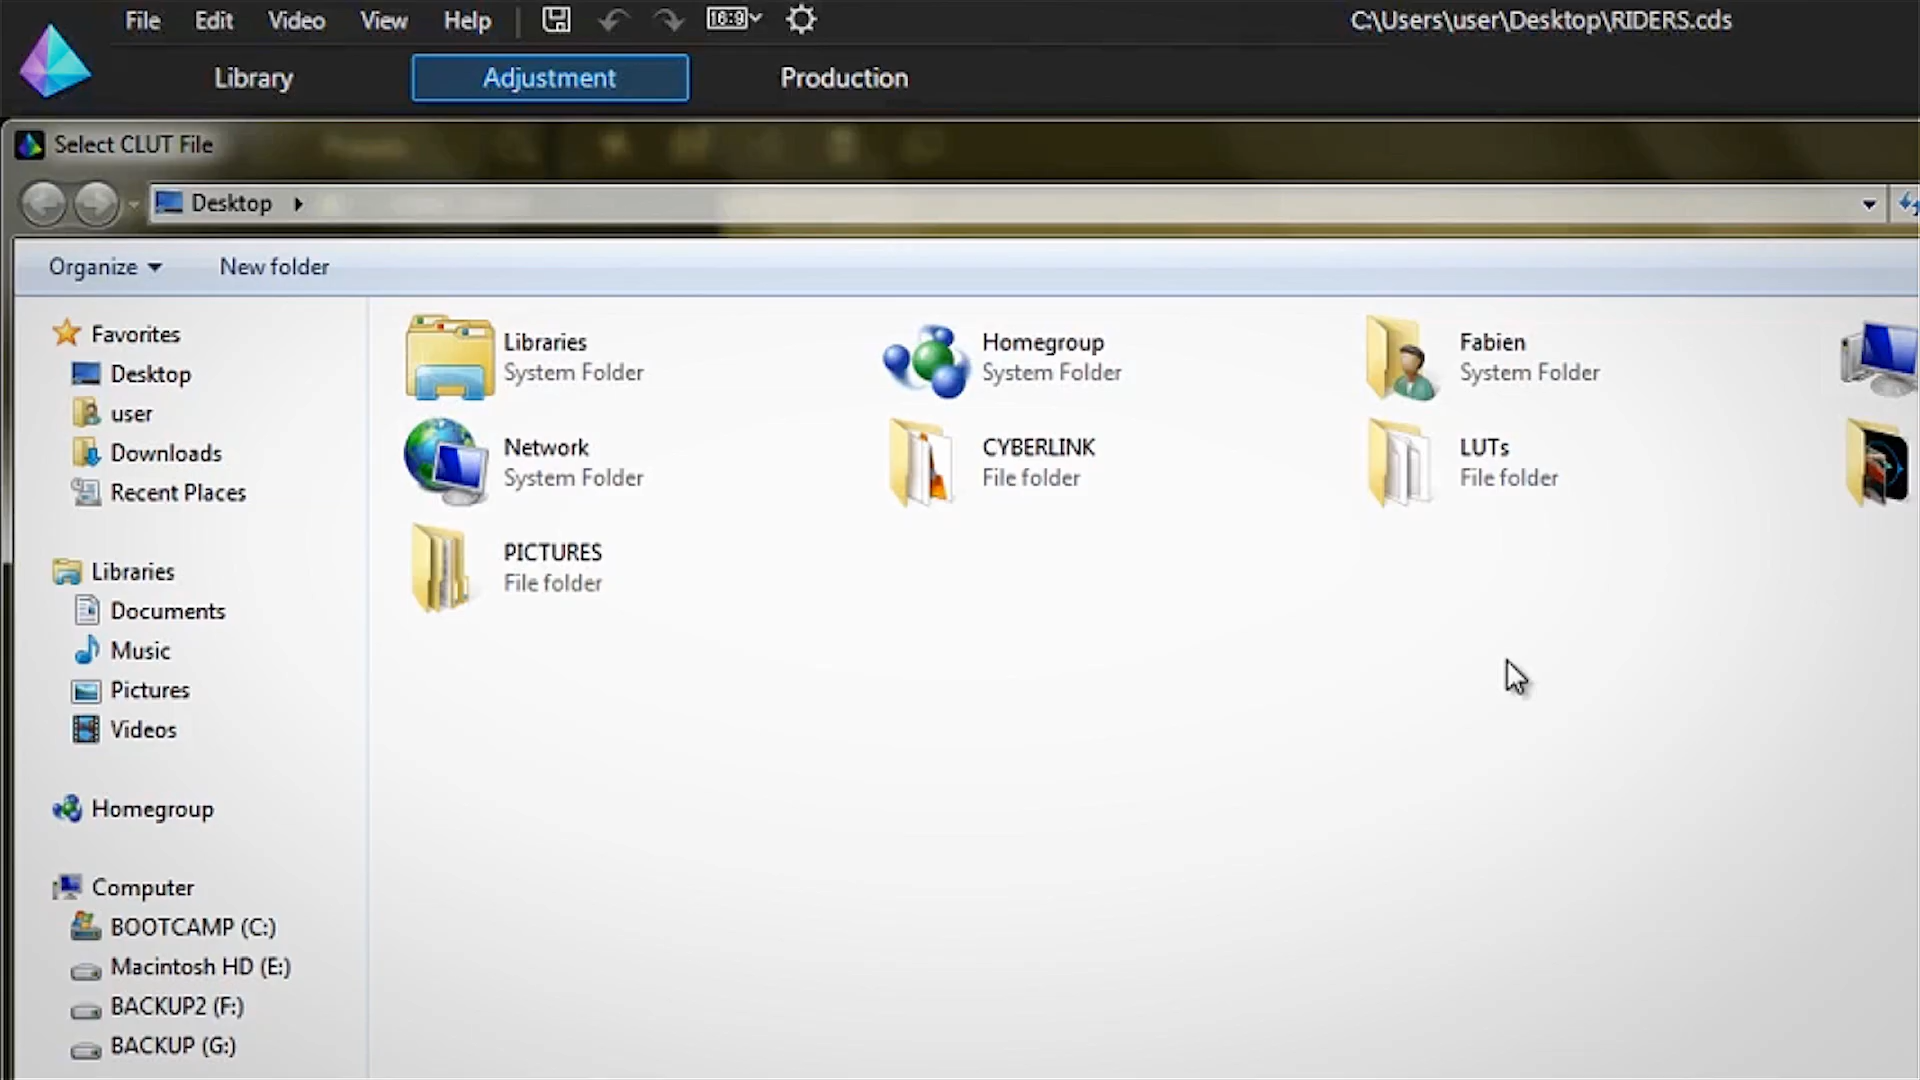 File Edit Video View Help 16:9 C:\Users\user\Desktop\RIDERS.cds
Library Adjustment Production
Select CLUT File
Desktop
Organize New folder
Favorites
Desktop
user
Downloads
Recent Places
Libraries
Documents
Music
Pictures
Videos
Homegroup
Computer
BOOTCAMP (C:)
Macintosh HD (E:)
BACKUP2 (F:)
BACKUP (G:)
Libraries
System Folder
Homegroup
System Folder
Fabien
System Folder
Network
System Folder
CYBERLINK
File folder
LUTs
File folder
PICTURES
File folder